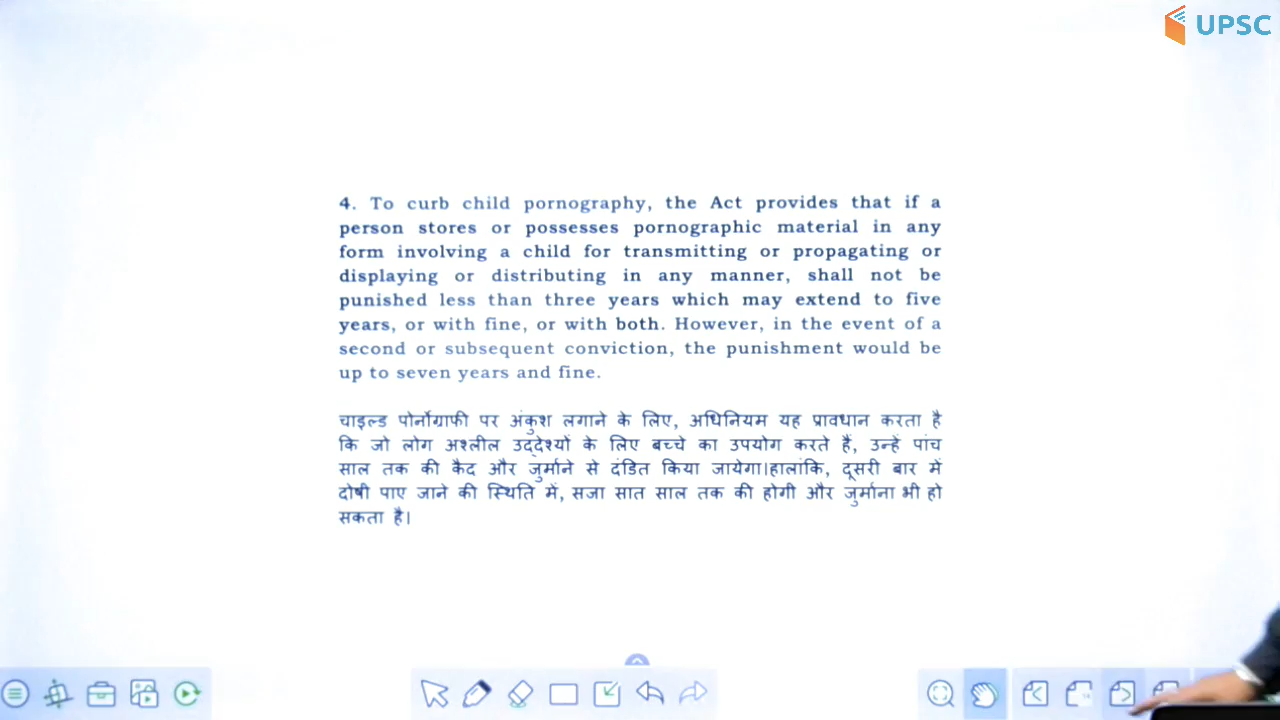 UPSC
4. To curb child pornography, the Act provides that if a
person stores or possesses pornographic material in any
form involving a child for transmitting or propagating or
displaying or distributing in any manner, shall not be
punished less than three years which may extend to five
years, or with fine, or with both. However, in the event of a
second or subsequent conviction, the punishment would be
up to seven years and fine.
चाइल्ड पोर्नोग्राफी पर अंकुश लगाने के लिए, अधिनियम यह प्रावधान करता है
कि जो लोग अश्लील उद्देश्यों के लिए बच्चे का उपयोग करते हैं, उन्हें पांच
साल तक की कैद और जुर्माने से दंडित किया जायेगा।हालांकि, दूसरी बार में
दोषी पाए जाने की स्थिति में, सजा सात साल तक की होगी और जुर्माना भी हो
सकता है।